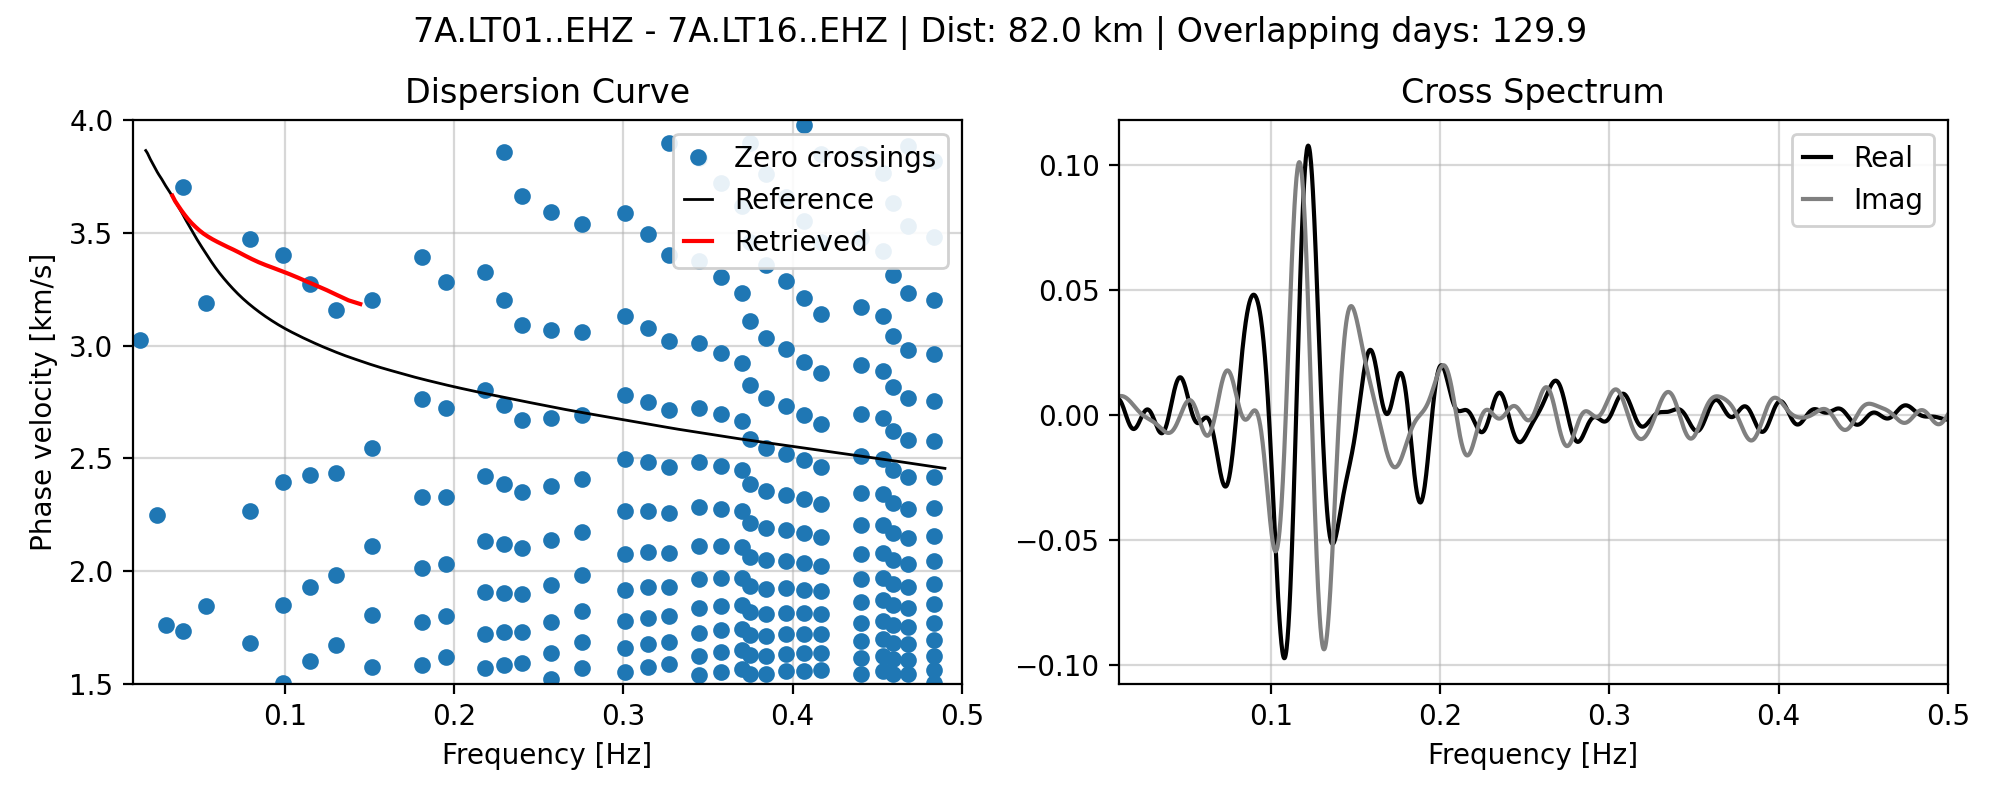 7A.LT01..EHZ - 7A.LT16..EHZ | Dist: 82.0 km | Overlapping days: 129.9
Dispersion Curve
Phase velocity [km/s]
4.0
3.5
3.0
2.5
2.0
1.5
0.1
0.2
0.3
0.4
0.5
Frequency [Hz]
Zero crossings
Reference
Retrieved
Cross Spectrum
0.10
0.05
0.00
−0.05
−0.10
0.1
0.2
0.3
0.4
0.5
Frequency [Hz]
Real
Imag